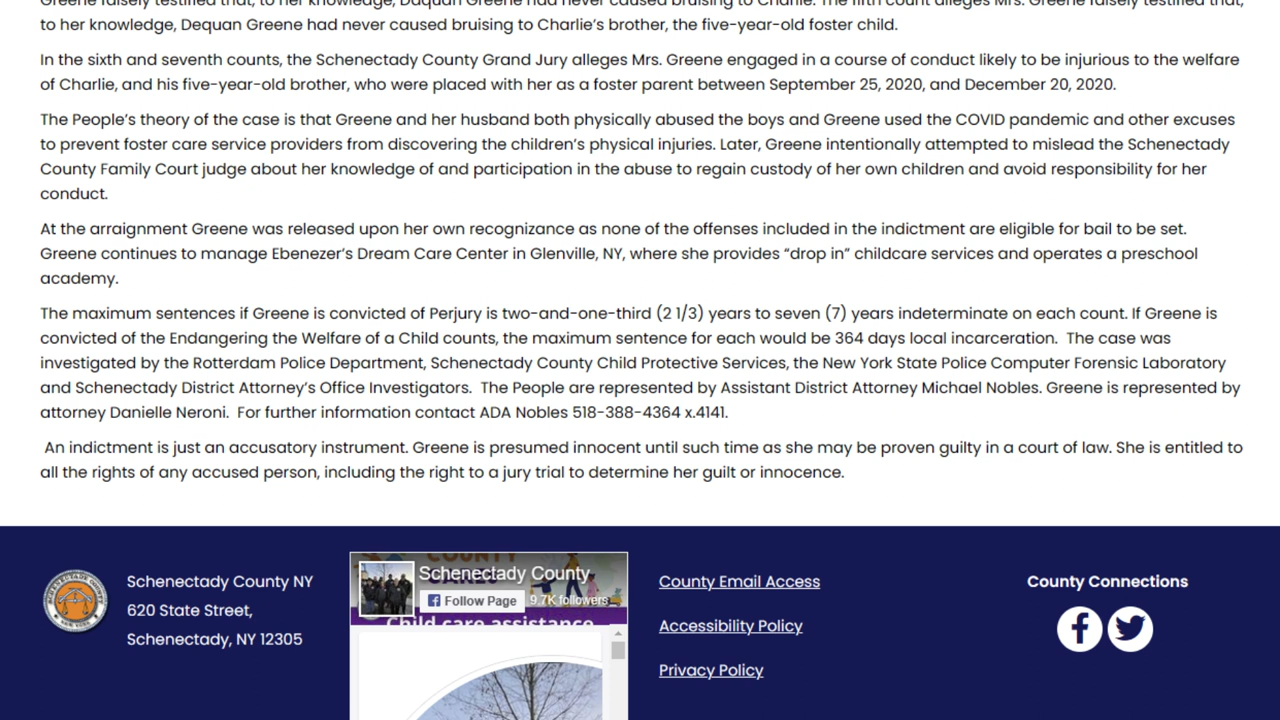 Greene falsely testified that, to her knowledge, Dequan Greene had never caused bruising to Charlie. The fifth count alleges Mrs. Greene falsely testified that,
to her knowledge, Dequan Greene had never caused bruising to Charlie’s brother, the five-year-old foster child.
In the sixth and seventh counts, the Schenectady County Grand Jury alleges Mrs. Greene engaged in a course of conduct likely to be injurious to the welfare
of Charlie, and his five-year-old brother, who were placed with her as a foster parent between September 25, 2020, and December 20, 2020.
The People’s theory of the case is that Greene and her husband both physically abused the boys and Greene used the COVID pandemic and other excuses
to prevent foster care service providers from discovering the children’s physical injuries. Later, Greene intentionally attempted to mislead the Schenectady
County Family Court judge about her knowledge of and participation in the abuse to regain custody of her own children and avoid responsibility for her
conduct.
At the arraignment Greene was released upon her own recognizance as none of the offenses included in the indictment are eligible for bail to be set.
Greene continues to manage Ebenezer’s Dream Care Center in Glenville, NY, where she provides “drop in” childcare services and operates a preschool
academy.
The maximum sentences if Greene is convicted of Perjury is two-and-one-third (2 1/3) years to seven (7) years indeterminate on each count. If Greene is
convicted of the Endangering the Welfare of a Child counts, the maximum sentence for each would be 364 days local incarceration.  The case was
investigated by the Rotterdam Police Department, Schenectady County Child Protective Services, the New York State Police Computer Forensic Laboratory
and Schenectady District Attorney’s Office Investigators.  The People are represented by Assistant District Attorney Michael Nobles. Greene is represented by
attorney Danielle Neroni.  For further information contact ADA Nobles 518-388-4364 x.4141.
An indictment is just an accusatory instrument. Greene is presumed innocent until such time as she may be proven guilty in a court of law. She is entitled to
all the rights of any accused person, including the right to a jury trial to determine her guilt or innocence.
Schenectady County NY
620 State Street,
Schenectady, NY 12305
COUNTY
Schenectady County
Follow Page
9.7K followers
Child care assistance
County Email Access
Accessibility Policy
Privacy Policy
County Connections